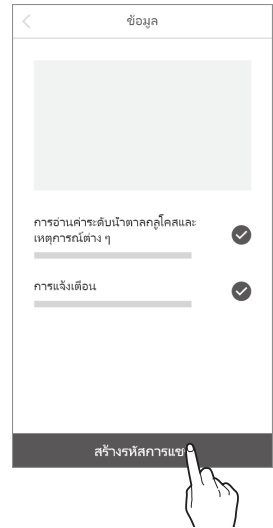 ข้อมูล
การอ่านค่าระดับน้ำตาลกลูโคสและ
เหตุการณ์ต่าง ๆ
การแจ้งเตือน
สร้างรหัสการแช